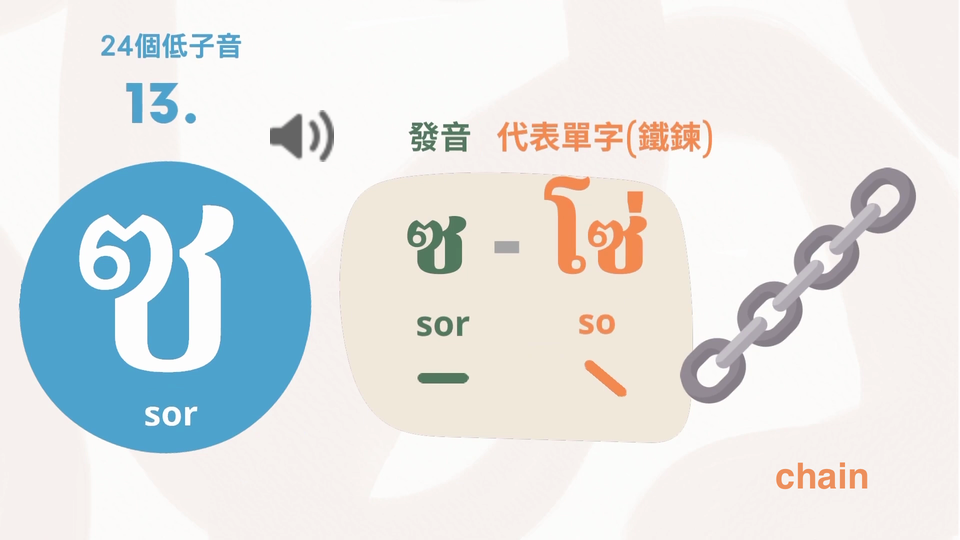 24個低子音
13.
發音 代表單字(鐵鍊)
ซ
sor
ซ - โซ่
sor so
chain